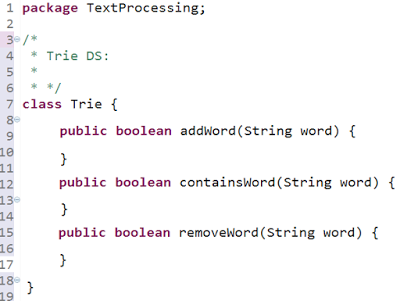 1 package TextProcessing;
2
3 /*
4 * Trie DS:
5 *
6 * */
7 class Trie {
8
9 public boolean addWord(String word) {
10
11 }
12 public boolean containsWord(String word) {
13
14 }
15 public boolean removeWord(String word) {
16
17 }
18
19 }